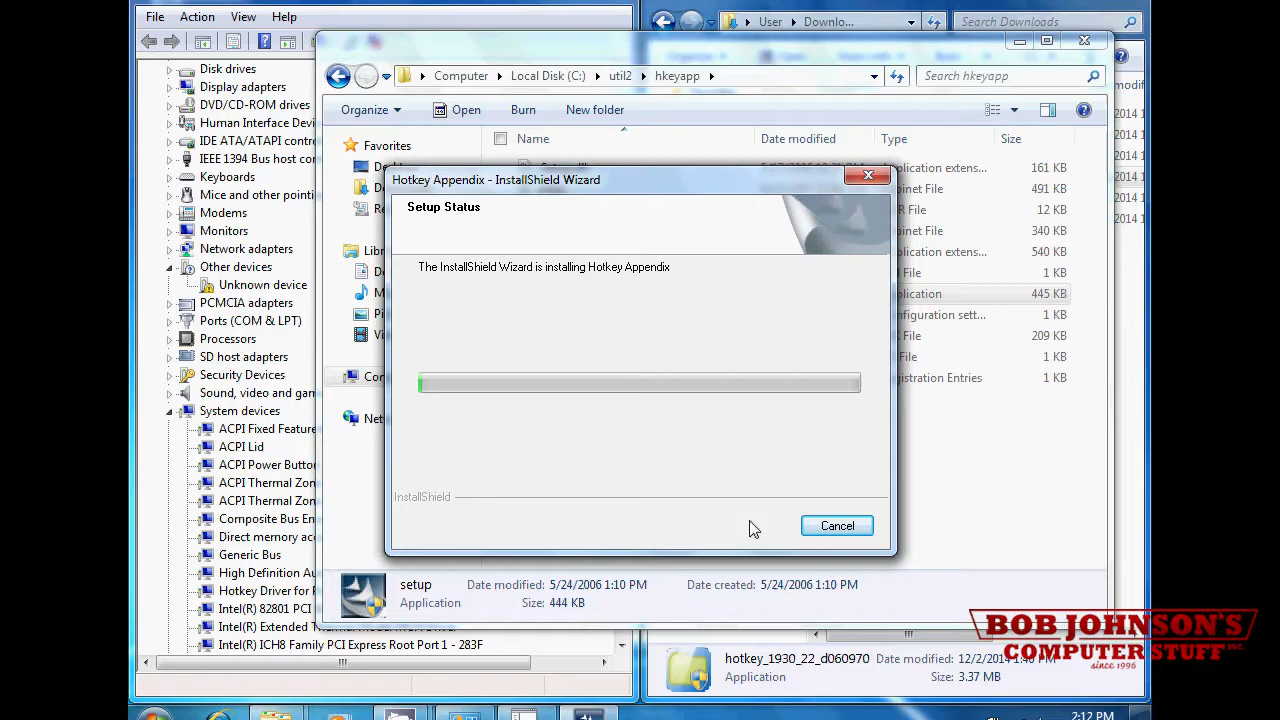 File Action View Help
User Downlo... Search Downloads
Computer Local Disk (C:) util2 hkeyapp Search hkeyapp
Organize Open Burn New folder
Name Date modified Type Size
Disk drives
Display adapters
DVD/CD-ROM drives
Human Interface Devi
IDE ATA/ATAPI contro
IEEE 1394 Bus host co
Keyboards
Mice and other pointi
Modems
Monitors
Network adapters
Other devices
Unknown device
PCMCIA adapters
Ports (COM & LPT)
Processors
SD host adapters
Security Devices
Sound, video and gam
System devices
ACPI Fixed Feature
ACPI Lid
ACPI Power Butto
ACPI Thermal Zon
ACPI Thermal Zon
Composite Bus En
Direct memory acc
Generic Bus
High Definition Au
Hotkey Driver for F
Intel(R) 82801 PCI
Intel(R) Extended
Intel(R) ICH8 Family PCI Express Root Port 1 - 283F
Favorites
Libr
Con
Net
plication extens... 161 KB
binet File 491 KB
R File 12 KB
binet File 340 KB
plication extens... 540 KB
il File 1 KB
plication 445 KB
nfiguration sett... 1 KB
File 209 KB
File 1 KB
istration Entries 1 KB
Hotkey Appendix - InstallShield Wizard
Setup Status
The InstallShield Wizard is installing Hotkey Appendix
InstallShield
Cancel
setup Date modified: 5/24/2006 1:10 PM Date created: 5/24/2006 1:10 PM
Application Size: 444 KB
hotkey_1930_22_d060970 Date modified: 12/2/2014 1:40 PM
Application Size: 3.37 MB
BOB JOHNSON'S
COMPUTER STUFF INC.
since 1996
2:12 PM